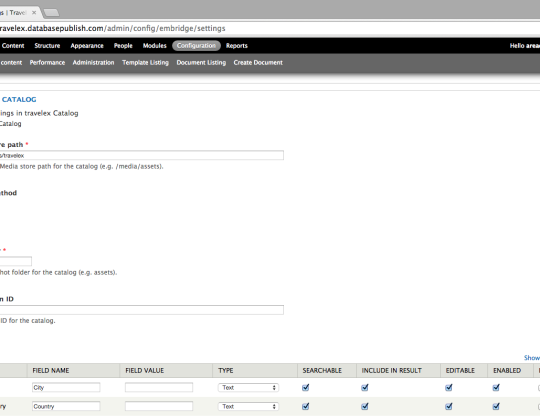 gs | Travelex
travelex.databasepublish.com/admin/config/embridge/settings
Content Structure Appearance People Modules Configuration Reports Hello area
content Performance Administration Template Listing Document Listing Create Document
CATALOG
ings in travelex Catalog
Catalog
re path *
s/travelex
Media store path for the catalog (e.g. /media/assets).
thod
*
hot folder for the catalog (e.g. assets).
n ID
ID for the catalog.
Show
FIELD NAME FIELD VALUE TYPE SEARCHABLE INCLUDE IN RESULT EDITABLE ENABLED
City Text
ry Country Text